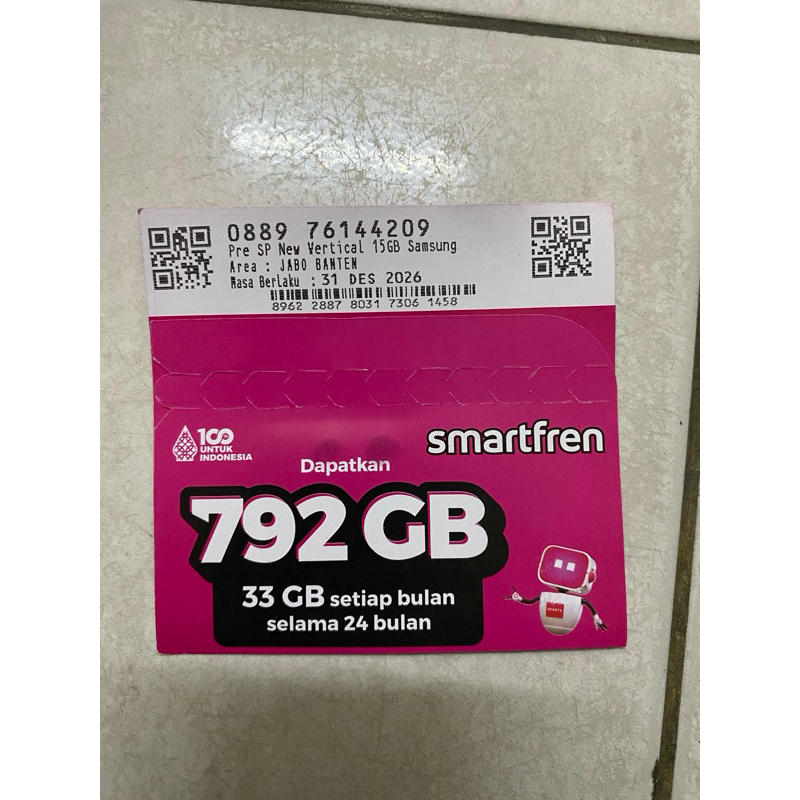 0889 76144209
Pre SP New Vertical 15GB Samsung
Area : JABO BANTEN
Masa Berlaku : 31 DES 2026
8962 2887 8031 7306 1458
100
UNTUK
INDONESIA
smartfren
Dapatkan
792 GB
33 GB setiap bulan
selama 24 bulan